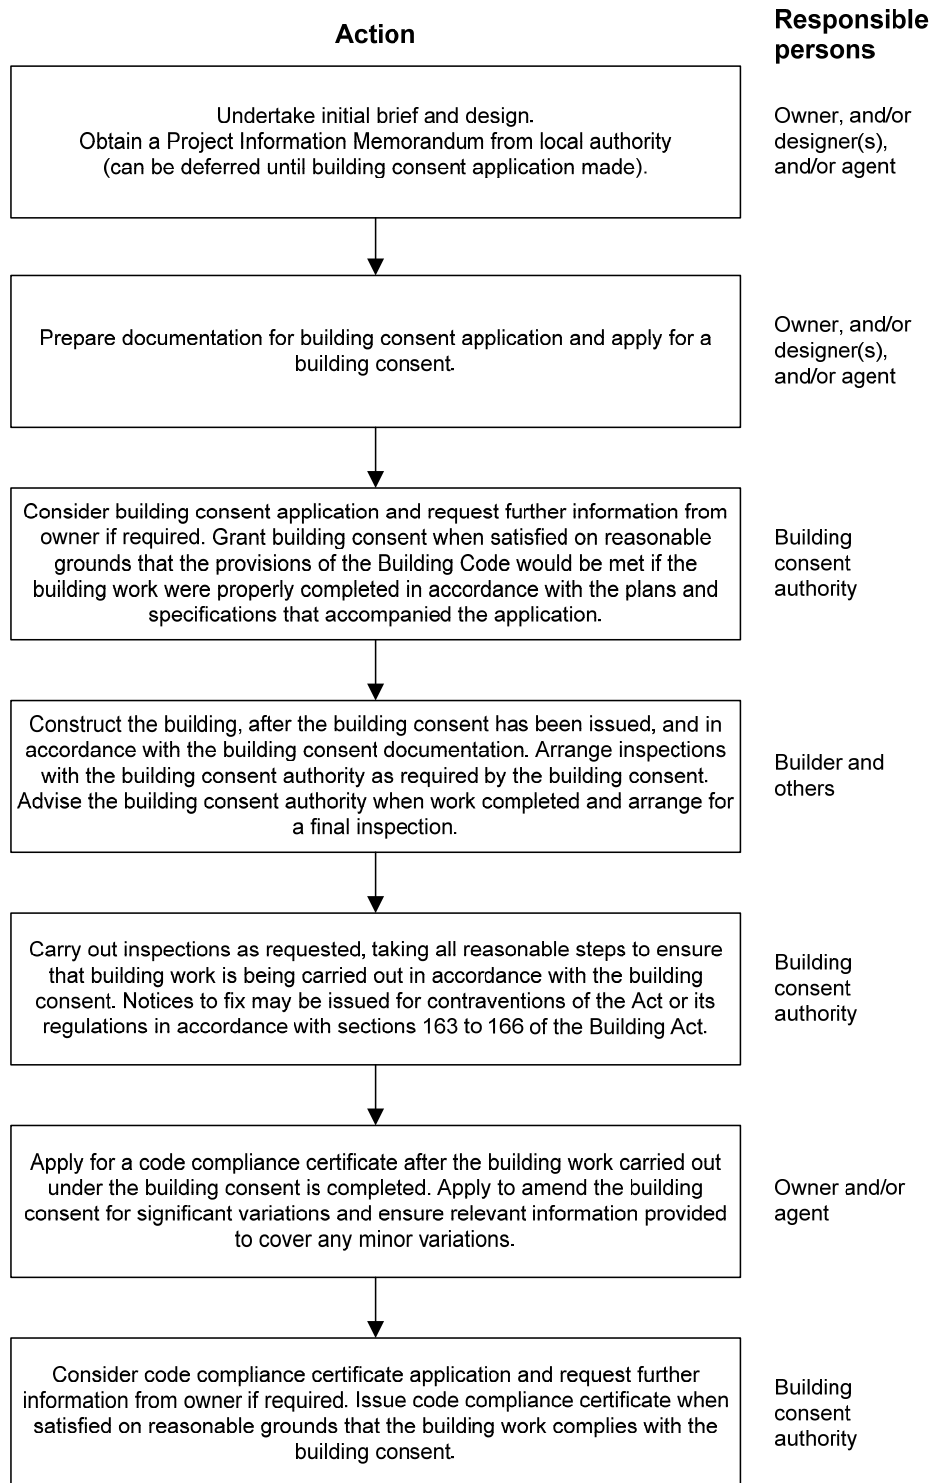 Action
Responsible
persons
Undertake initial brief and design.
Obtain a Project Information Memorandum from local authority
(can be deferred until building consent application made).
Owner, and/or
designer(s),
and/or agent
Prepare documentation for building consent application and apply for a
building consent.
Owner, and/or
designer(s),
and/or agent
Consider building consent application and request further information from
owner if required. Grant building consent when satisfied on reasonable
grounds that the provisions of the Building Code would be met if the
building work were properly completed in accordance with the plans and
specifications that accompanied the application.
Building
consent
authority
Construct the building, after the building consent has been issued, and in
accordance with the building consent documentation. Arrange inspections
with the building consent authority as required by the building consent.
Advise the building consent authority when work completed and arrange for
a final inspection.
Builder and
others
Carry out inspections as requested, taking all reasonable steps to ensure
that building work is being carried out in accordance with the building
consent. Notices to fix may be issued for contraventions of the Act or its
regulations in accordance with sections 163 to 166 of the Building Act.
Building
consent
authority
Apply for a code compliance certificate after the building work carried out
under the building consent is completed. Apply to amend the building
consent for significant variations and ensure relevant information provided
to cover any minor variations.
Owner and/or
agent
Consider code compliance certificate application and request further
information from owner if required. Issue code compliance certificate when
satisfied on reasonable grounds that the building work complies with the
building consent.
Building
consent
authority